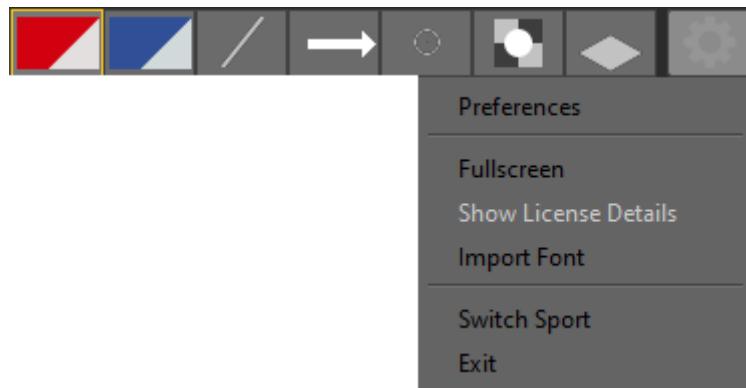 Preferences
Fullscreen
Show License Details
Import Font
Switch Sport
Exit